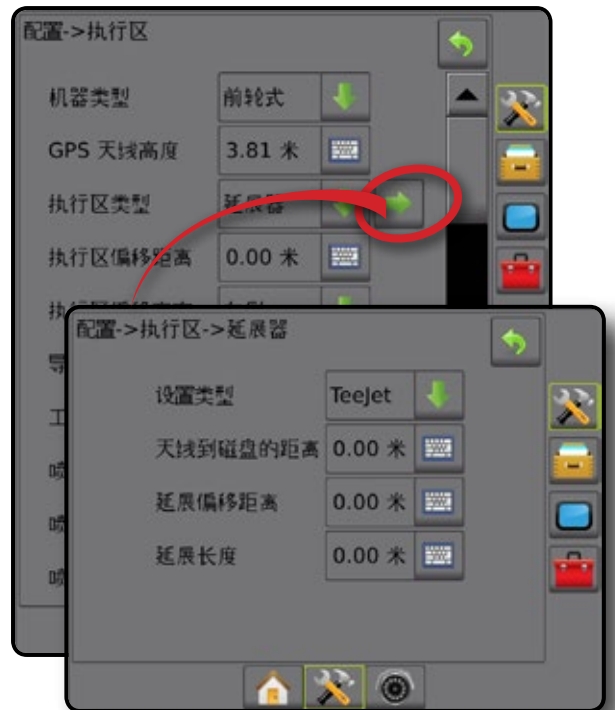 配置->执行区
机器类型 前轮式
GPS 天线高度 3.81 米
执行区类型 延展器
执行区偏移距离 0.00 米
配置->执行区->延展器
设置类型 TeeJet
天线到磁盘的距离 0.00 米
延展偏移距离 0.00 米
延展长度 0.00 米